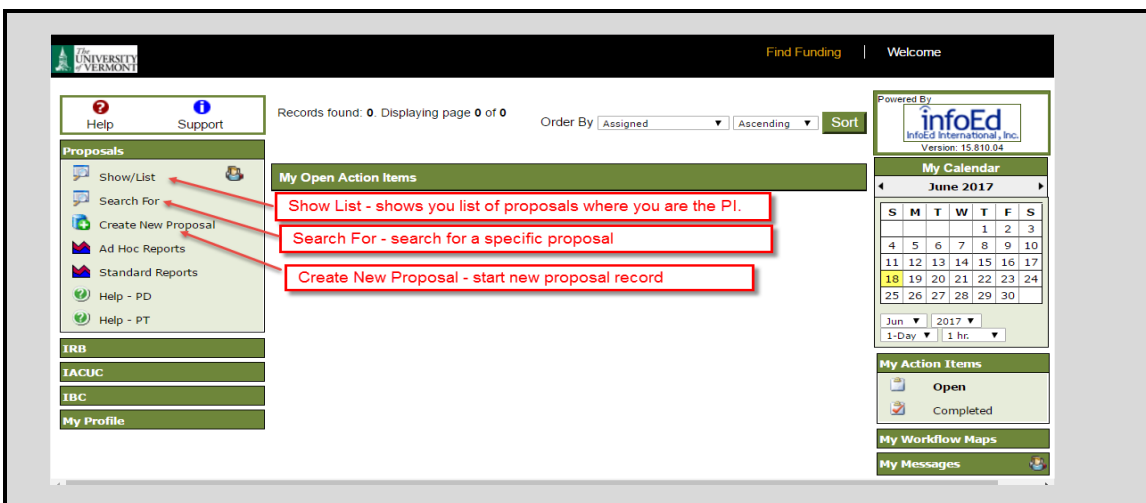 The
UNIVERSITY
of VERMONT
Find Funding | Welcome
Help Support
Records found: 0. Displaying page 0 of 0
Order By Assigned Ascending Sort
Powered By
infoEd
InfoEd International, Inc.
Version: 15.810.04
Proposals
Show/List
Search For
Create New Proposal
Ad Hoc Reports
Standard Reports
Help - PD
Help - PT
IRB
IACUC
IBC
My Profile
My Open Action Items
Show List - shows you list of proposals where you are the PI.
Search For - search for a specific proposal
Create New Proposal - start new proposal record
My Calendar
June 2017
S M T W T F S
1 2 3
4 5 6 7 8 9 10
11 12 13 14 15 16 17
18 19 20 21 22 23 24
25 26 27 28 29 30
Jun 2017
1-Day 1 hr.
My Action Items
Open
Completed
My Workflow Maps
My Messages